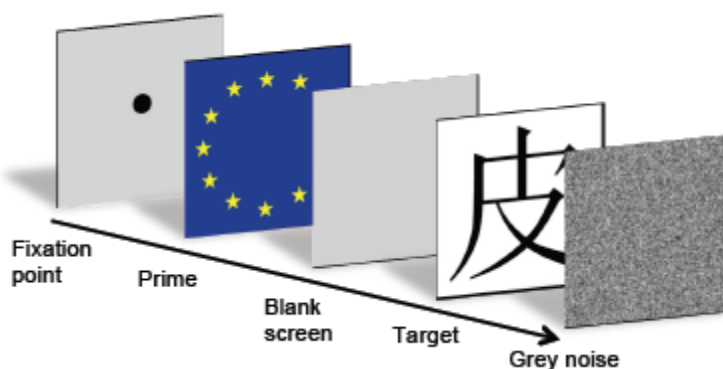 Fixation
point
Prime
Blank
screen
Target
Grey noise
皮